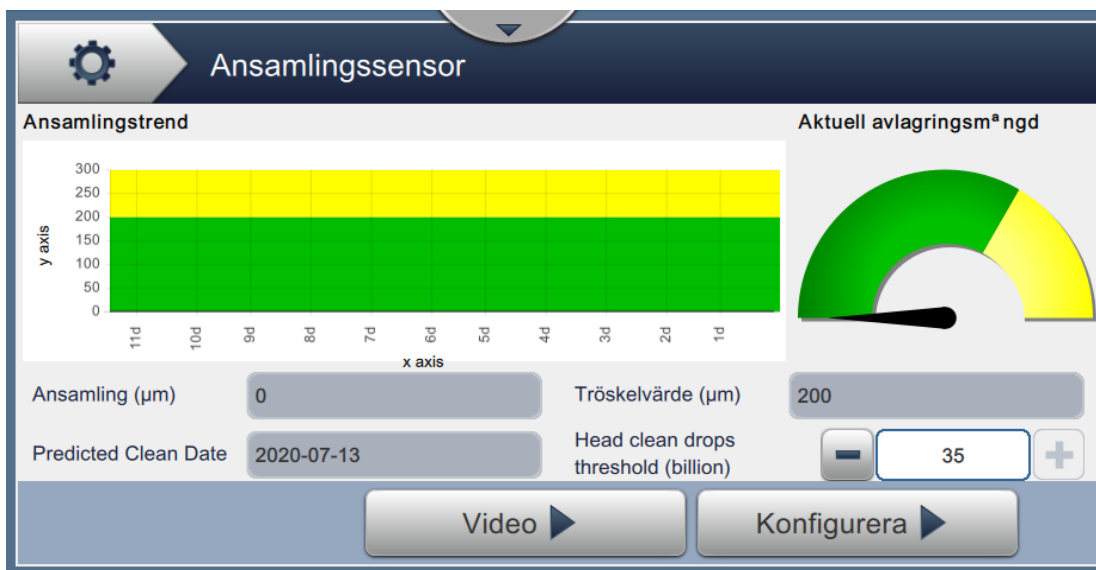 Ansamlingssensor
Ansamlingstrend
Aktuell avlagringsmª ngd
300
250
200
150
100
50
0
y axis
11d
10d
9d
8d
7d
6d
5d
4d
3d
2d
1d
x axis
Ansamling (µm)
0
Tröskelvärde (µm)
200
Predicted Clean Date
2020-07-13
Head clean drops
threshold (billion)
35
Video
Konfigurera